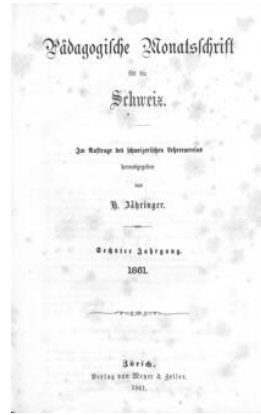 Pädagogische Monatsschrift
für die
Schweiz.
Im Auftrage des schweizerischen Lehrervereins
herausgegeben
von
H. Zähringer.
Sechster Jahrgang.
1861.
Zürich,
Verlag von Meyer & Zeller.
1861.